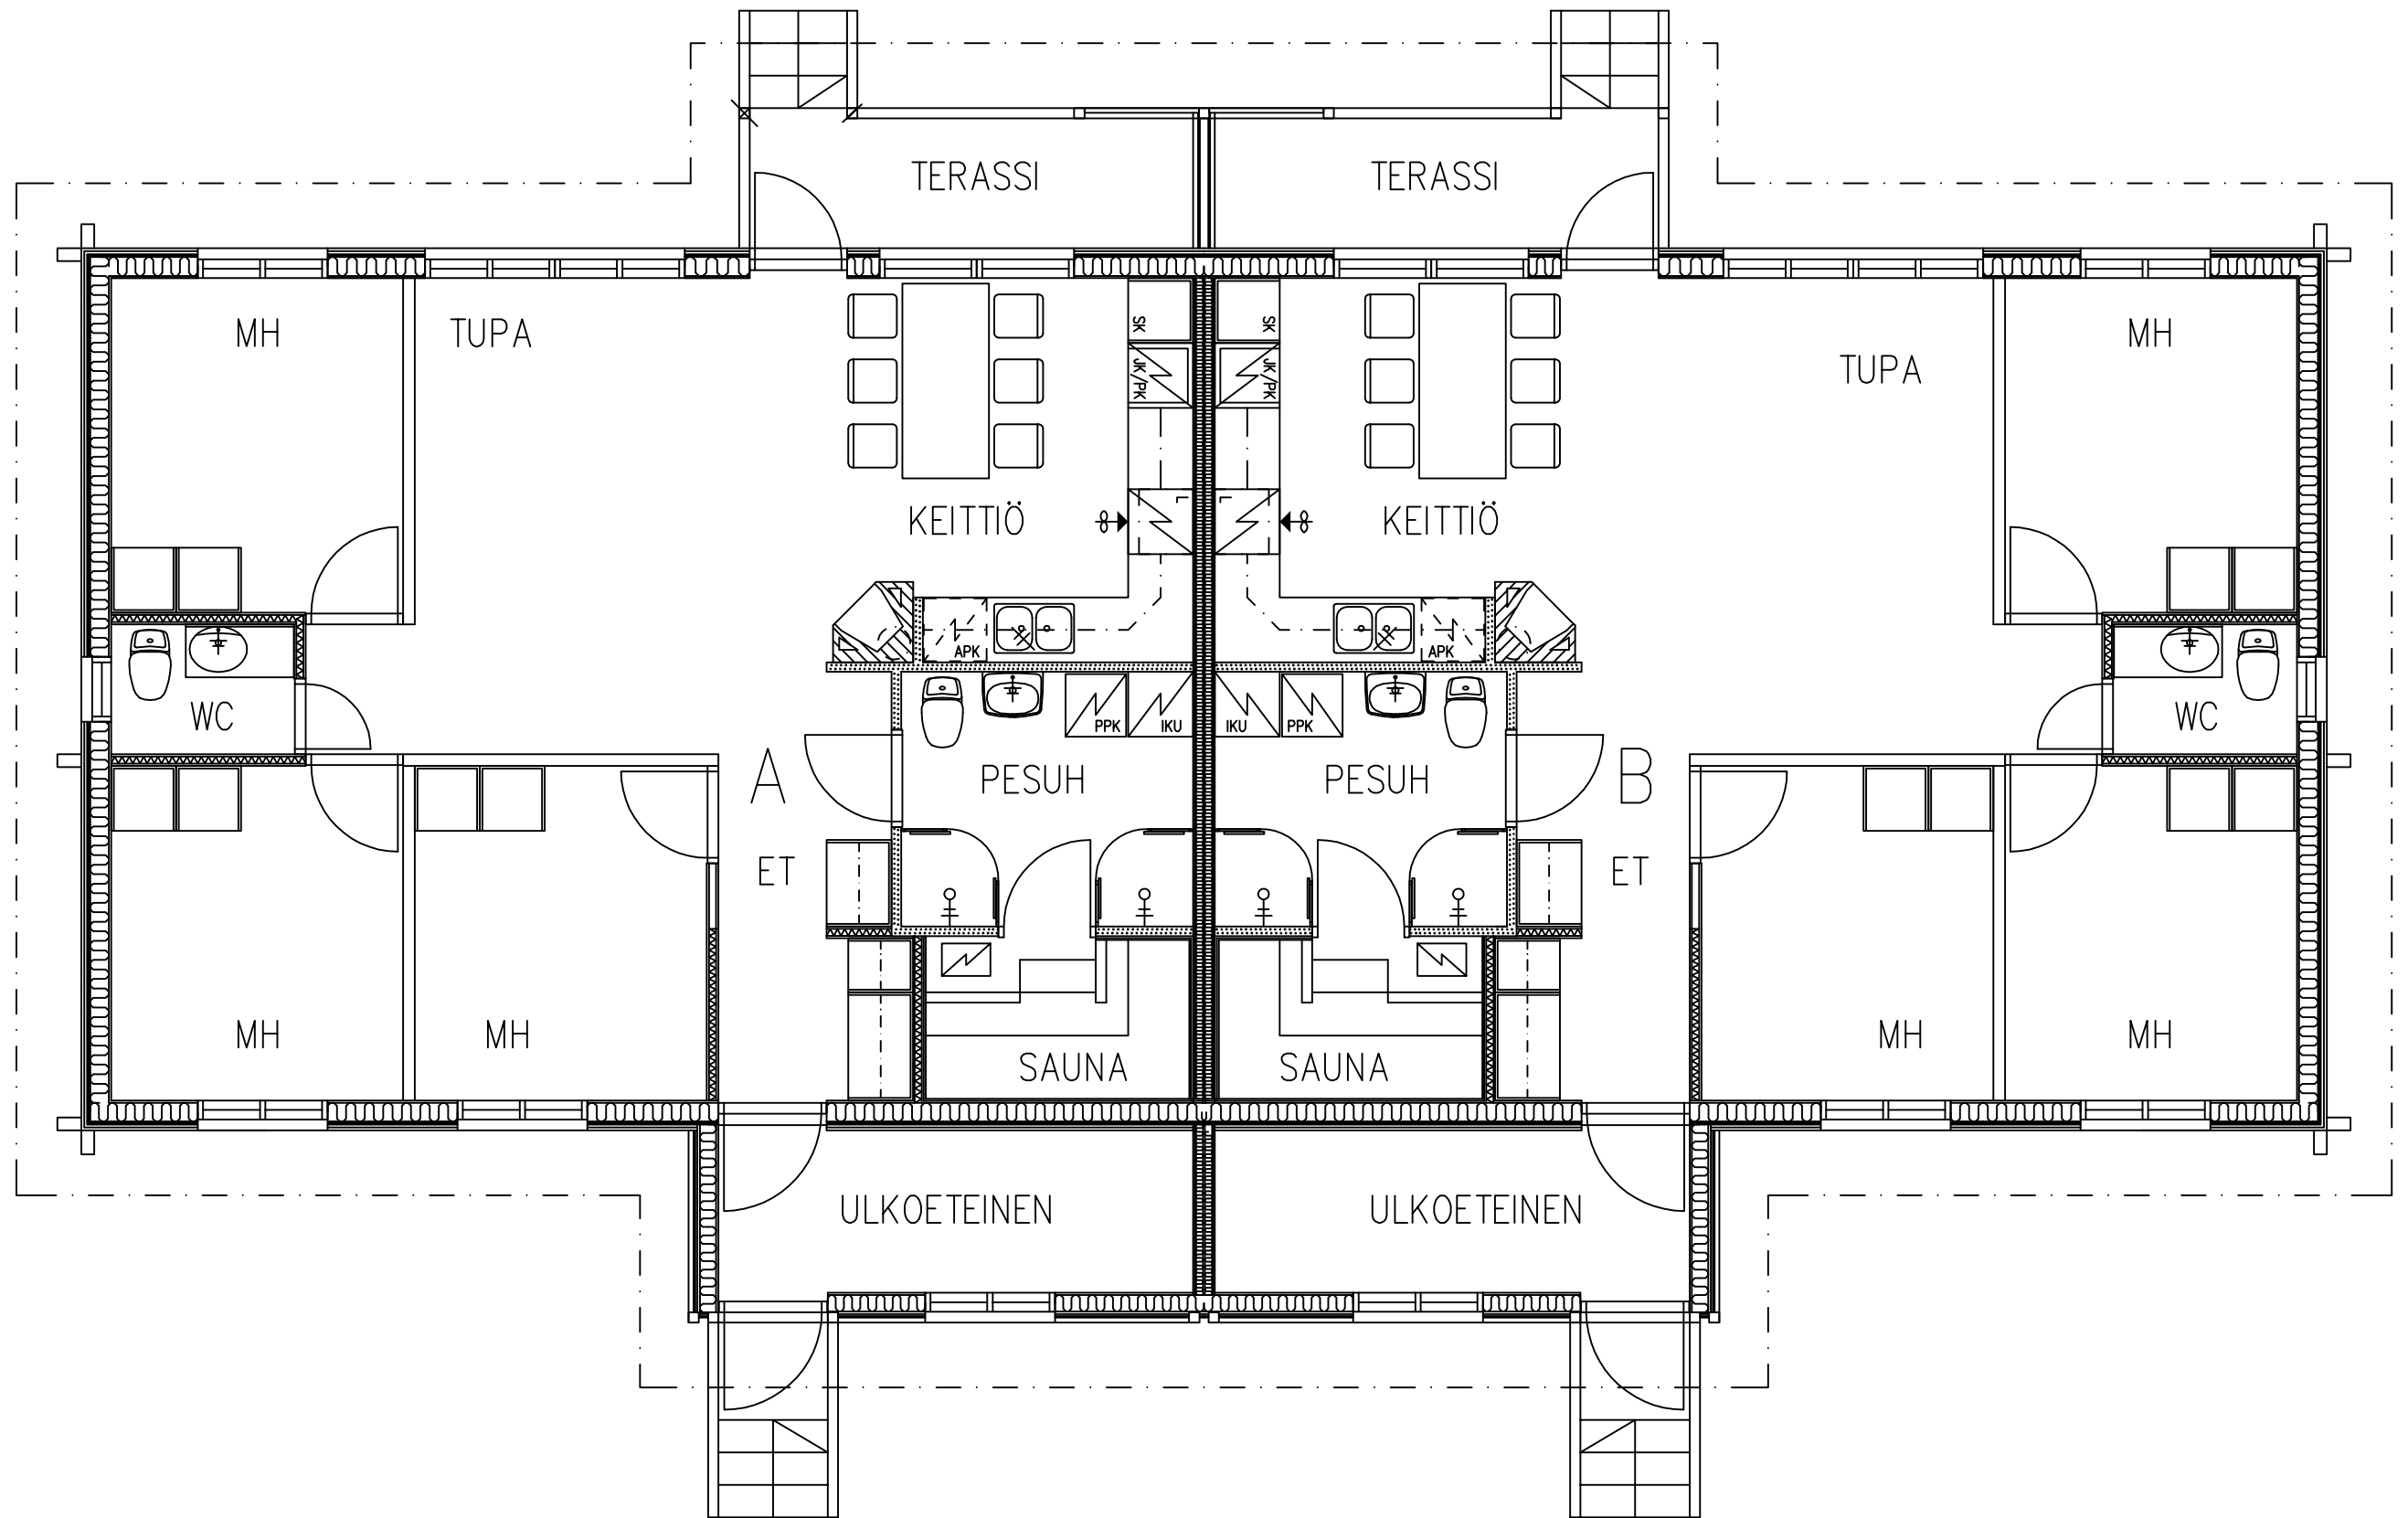 TERASSI TERASSI
MH TUPA SK SK MH
JK/PK JK/PK TUPA
KEITTIÖ KEITTIÖ
APK APK
WC PPK IKU IKU PPK WC
A PESUH PESUH B
ET ET
MH MH SAUNA SAUNA MH MH
ULKOETEINEN ULKOETEINEN